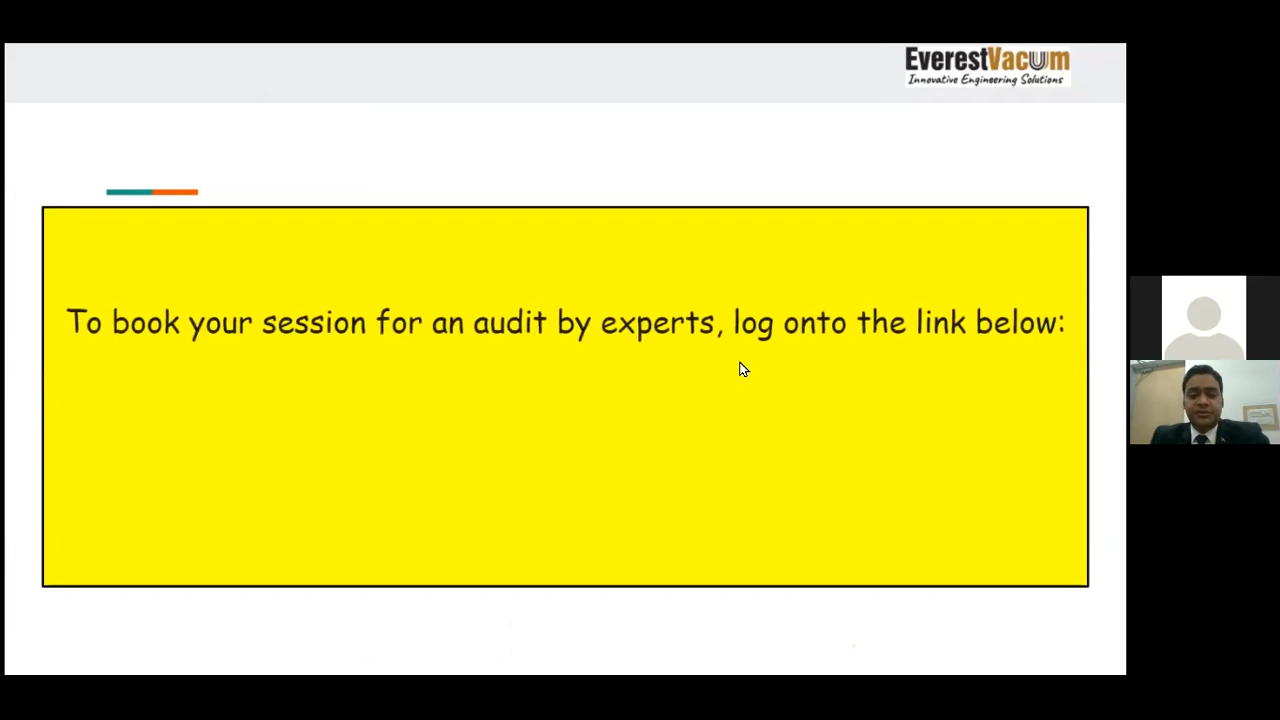 EverestVacuum
Innovative Engineering Solutions
To book your session for an audit by experts, log onto the link below: